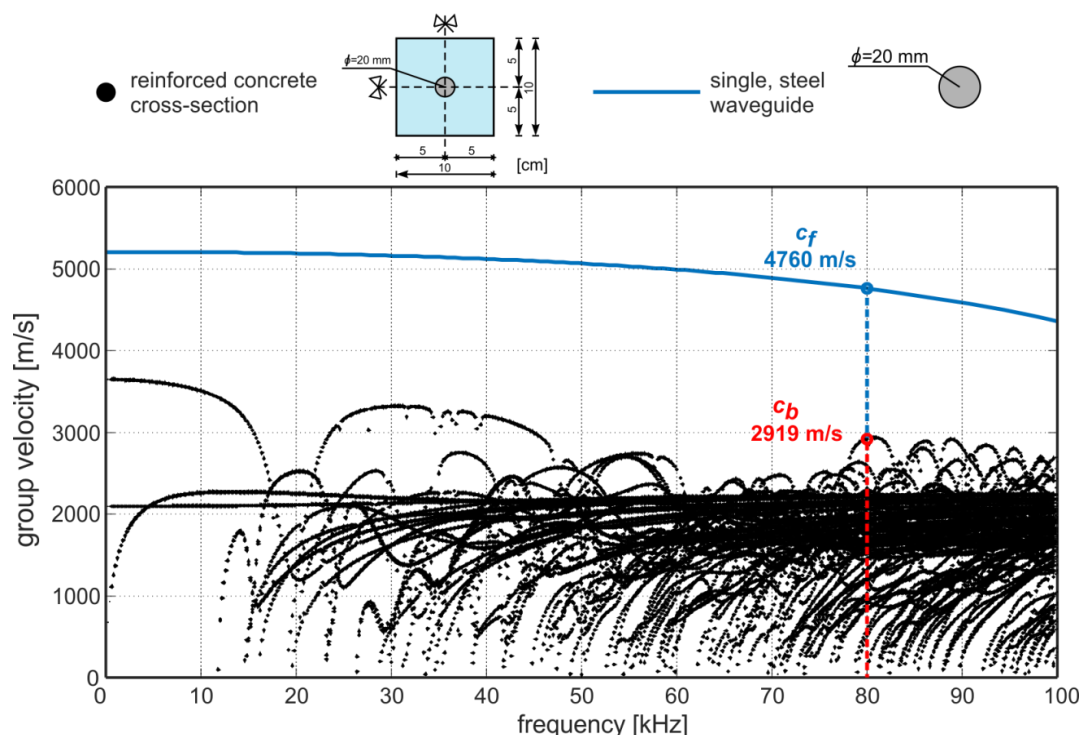 reinforced concrete
cross-section
ϕ=20 mm
5
10
5
5
5
10
[cm]
single, steel
waveguide
ϕ=20 mm
6000
5000
4000
3000
2000
1000
0
group velocity [m/s]
cf
4760 m/s
cb
2919 m/s
0
10
20
30
40
50
60
70
80
90
100
frequency [kHz]